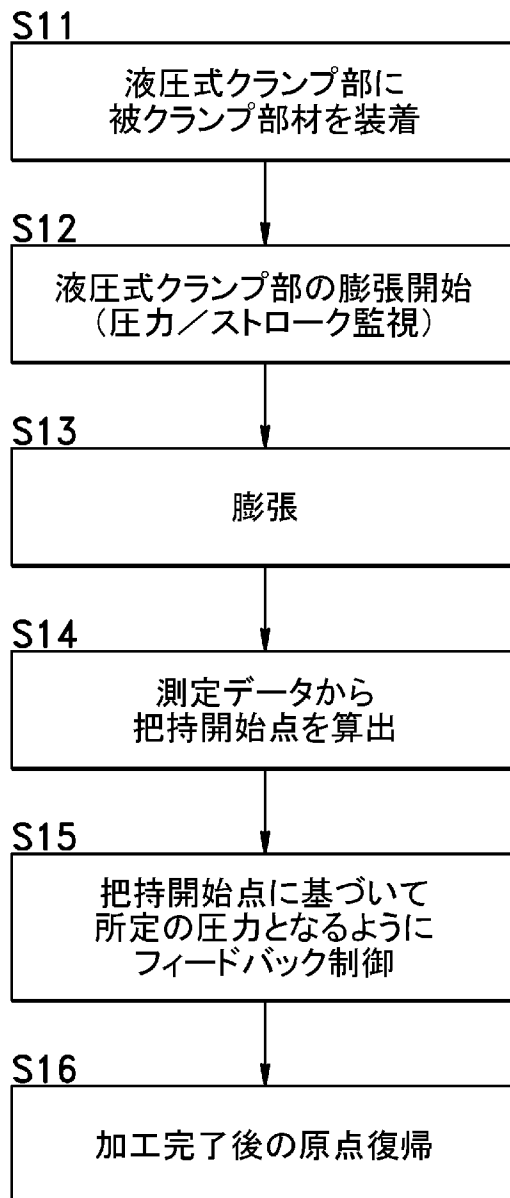 S11
液圧式クランプ部に
被クランプ部材を装着
S12
液圧式クランプ部の膨張開始
（圧力／ストローク監視）
S13
膨張
S14
測定データから
把持開始点を算出
S15
把持開始点に基づいて
所定の圧力となるように
フィードバック制御
S16
加工完了後の原点復帰